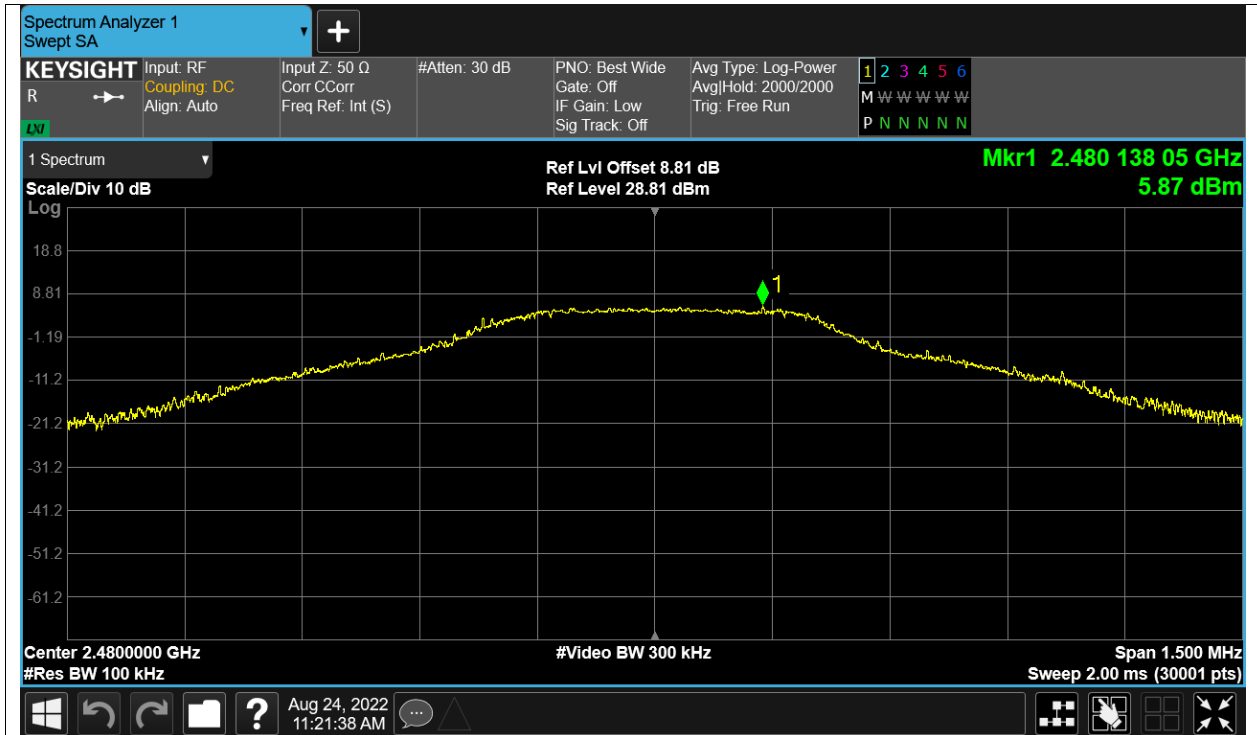 Spectrum Analyzer 1
Swept SA
KEYSIGHT
R
LXI
Input: RF
Coupling: DC
Align: Auto
Input Z: 50 Ω
Corr CCorr
Freq Ref: Int (S)
#Atten: 30 dB
PNO: Best Wide
Gate: Off
IF Gain: Low
Sig Track: Off
Avg Type: Log-Power
Avg|Hold: 2000/2000
Trig: Free Run
1 2 3 4 5 6
M W W W W W
P N N N N N N
1 Spectrum
Scale/Div 10 dB
Log
Ref Lvl Offset 8.81 dB
Ref Level 28.81 dBm
Mkr1 2.480 138 05 GHz
5.87 dBm
1
18.8
8.81
-1.19
-11.2
-21.2
-31.2
-41.2
-51.2
-61.2
Center 2.4800000 GHz
#Res BW 100 kHz
#Video BW 300 kHz
Span 1.500 MHz
Sweep 2.00 ms (30001 pts)
?
Aug 24, 2022
11:21:38 AM